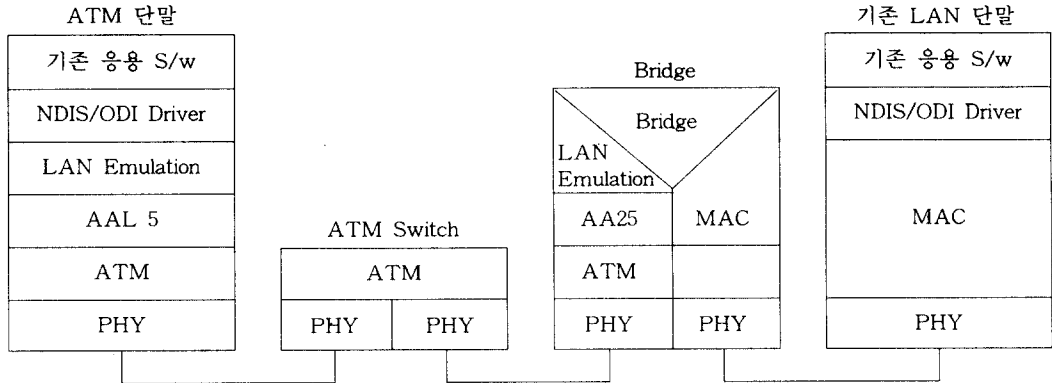 ATM 단말
기존 응용 S/w
NDIS/ODI Driver
LAN Emulation
AAL 5
ATM
PHY
ATM Switch
ATM
PHY
PHY
Bridge
Bridge
LAN
Emulation
AA25
MAC
ATM
PHY
PHY
기존 LAN 단말
기존 응용 S/w
NDIS/ODI Driver
MAC
PHY